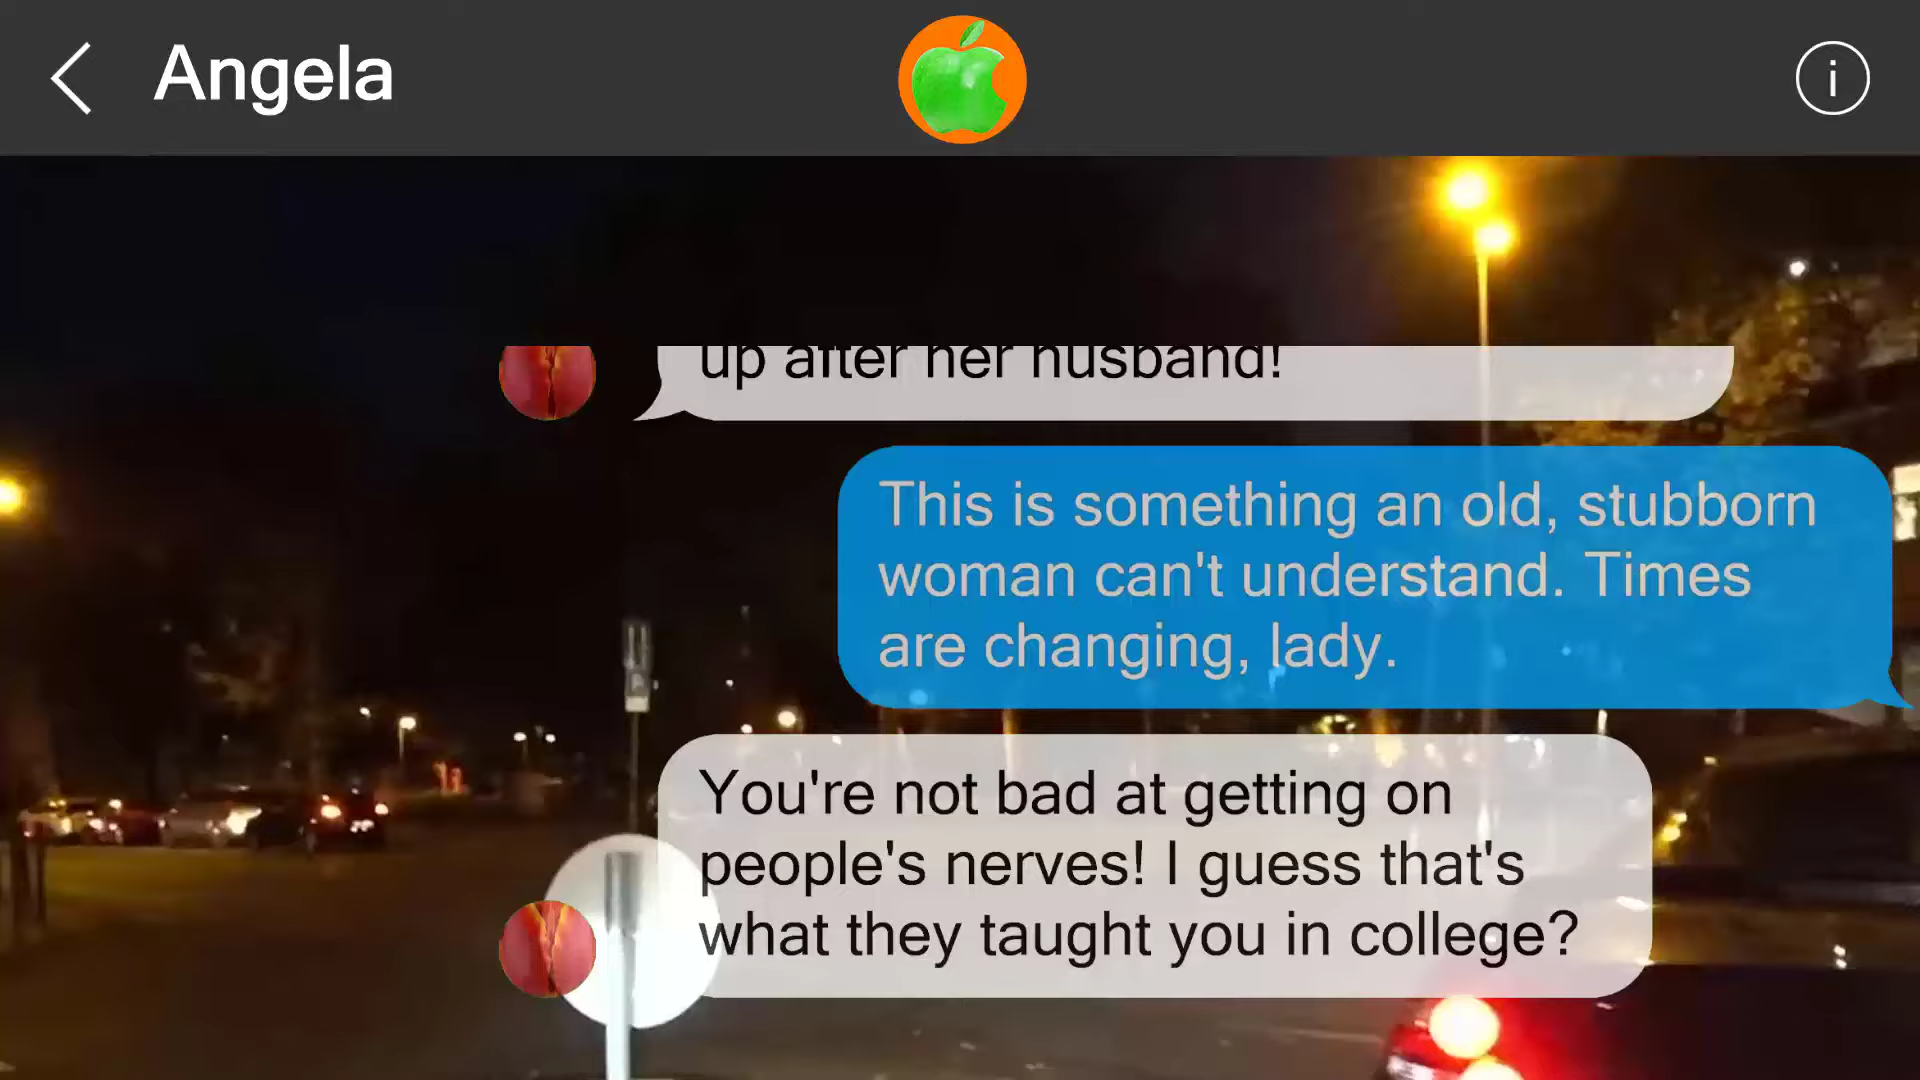 Angela
up after her husband!
This is something an old, stubborn
woman can't understand. Times
are changing, lady.
You're not bad at getting on
people's nerves! I guess that's
what they taught you in college?